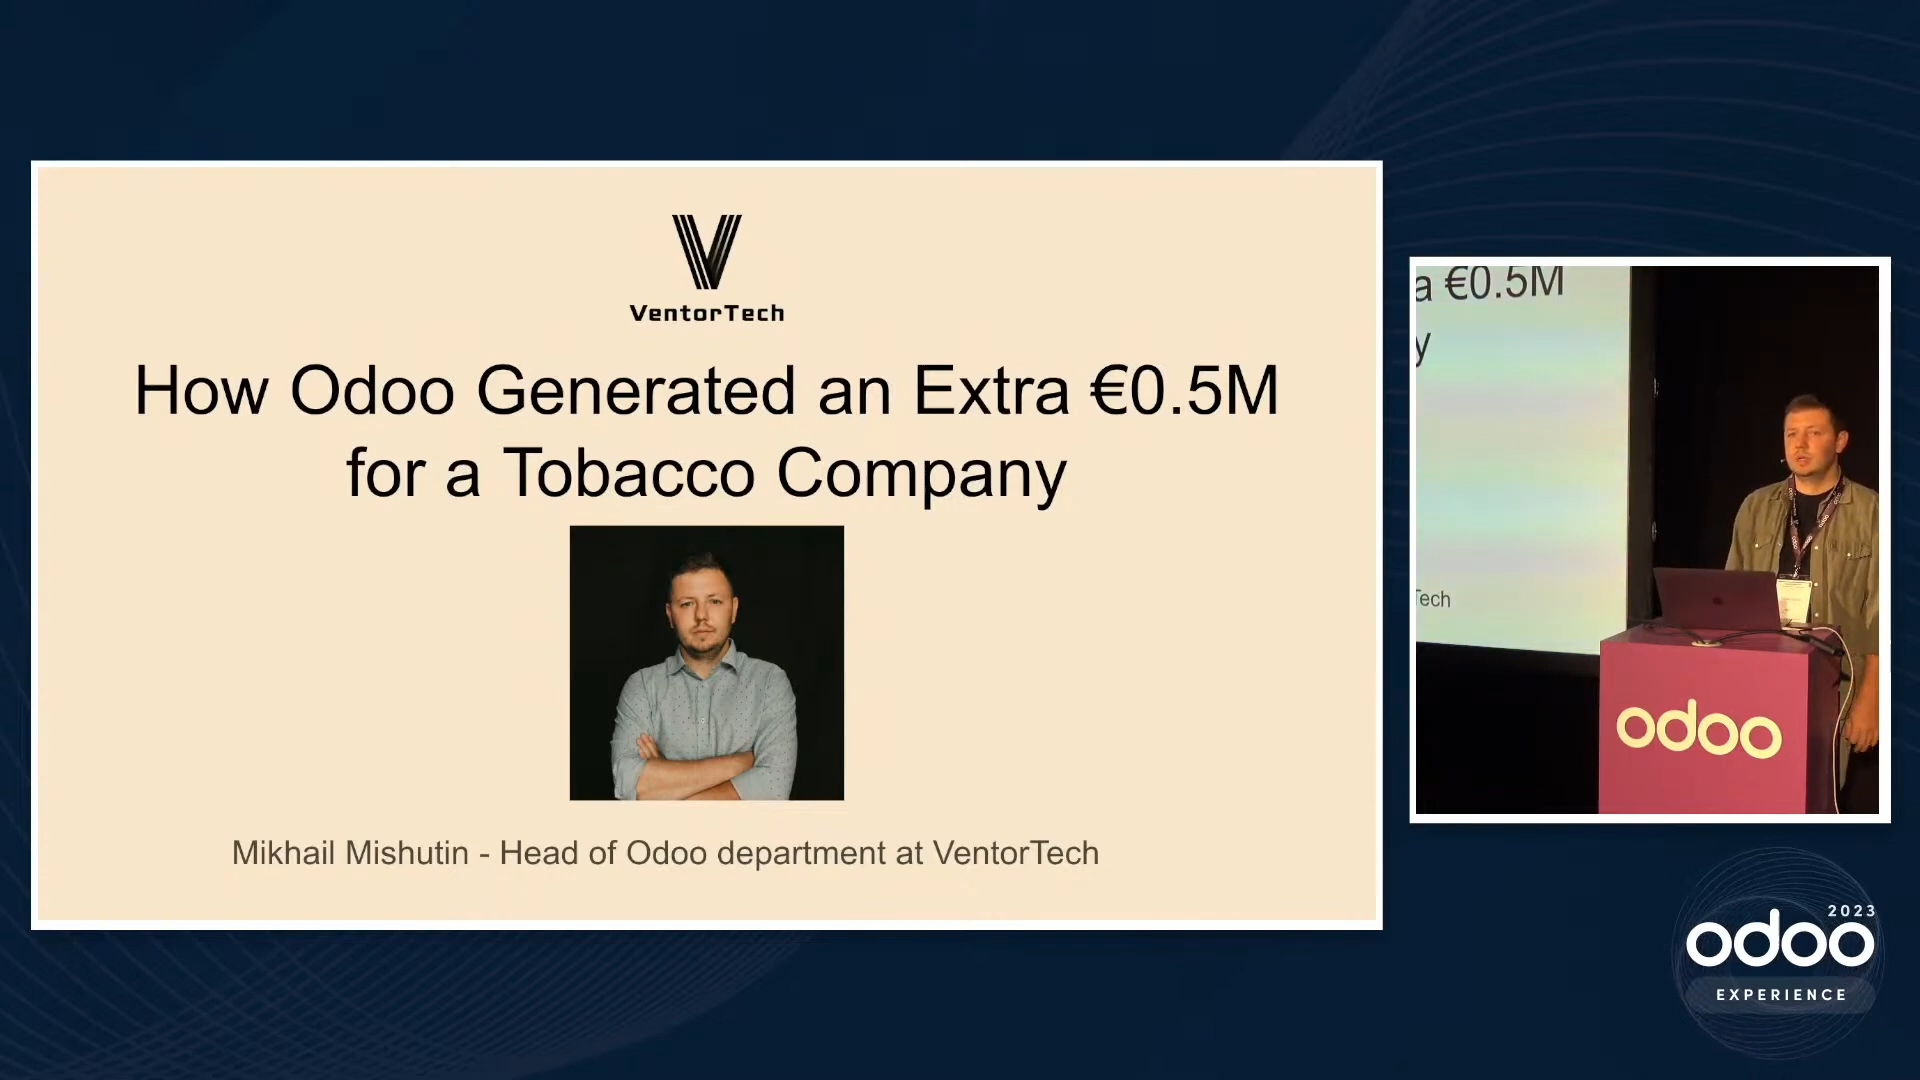 VentorTech
How Odoo Generated an Extra €0.5M
for a Tobacco Company
Mikhail Mishutin - Head of Odoo department at VentorTech
a €0.5M
y
Tech
odoo
2023
odoo
EXPERIENCE